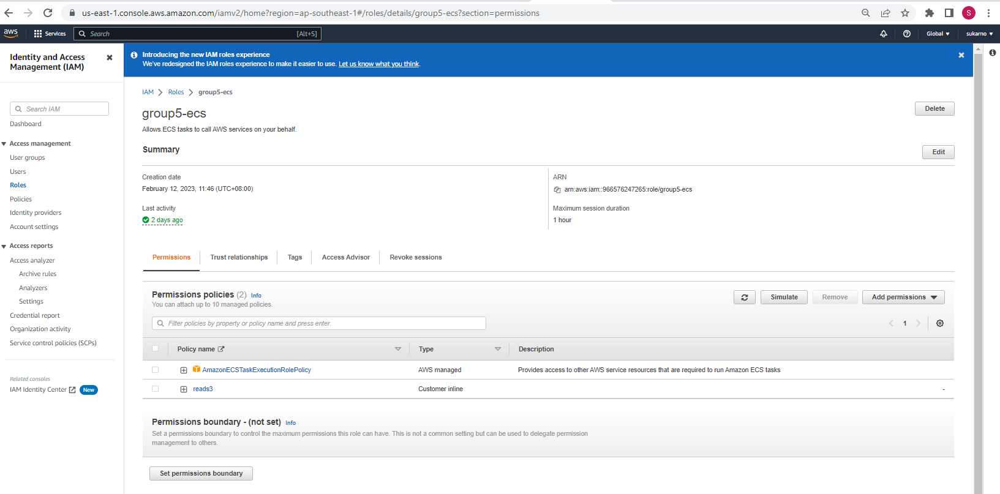 us-east-1.console.aws.amazon.com/iamv2/home?region=ap-southeast-1#/roles/details/group5-ecs?section=permissions
S
aws
Services
Search
[Alt+S]
Global
sukarno
Identity and Access Management (IAM)
Introducing the new IAM roles experience
We've redesigned the IAM roles experience to make it easier to use. Let us know what you think.
Search IAM
Dashboard
Access management
User groups
Users
Roles
Policies
Identity providers
Account settings
Access reports
Access analyzer
Archive rules
Analyzers
Settings
Credential report
Organization activity
Service control policies (SCPs)
Related consoles
IAM Identity Center
New
IAM > Roles > group5-ecs
group5-ecs
Delete
Allows ECS tasks to call AWS services on your behalf.
Summary
Edit
Creation date
February 12, 2023, 11:46 (UTC+08:00)
ARN
arn:aws:iam::966576247265:role/group5-ecs
Last activity
2 days ago
Maximum session duration
1 hour
Permissions
Trust relationships
Tags
Access Advisor
Revoke sessions
Permissions policies (2) Info
You can attach up to 10 managed policies.
Simulate
Remove
Add permissions
Filter policies by property or policy name and press enter.
1
Policy name
Type
Description
AmazonECSTaskExecutionRolePolicy
AWS managed
Provides access to other AWS service resources that are required to run Amazon ECS tasks
reads3
Customer inline
-
Permissions boundary - (not set) Info
Set a permissions boundary to control the maximum permissions this role can have. This is not a common setting but can be used to delegate permission
management to others.
Set permissions boundary